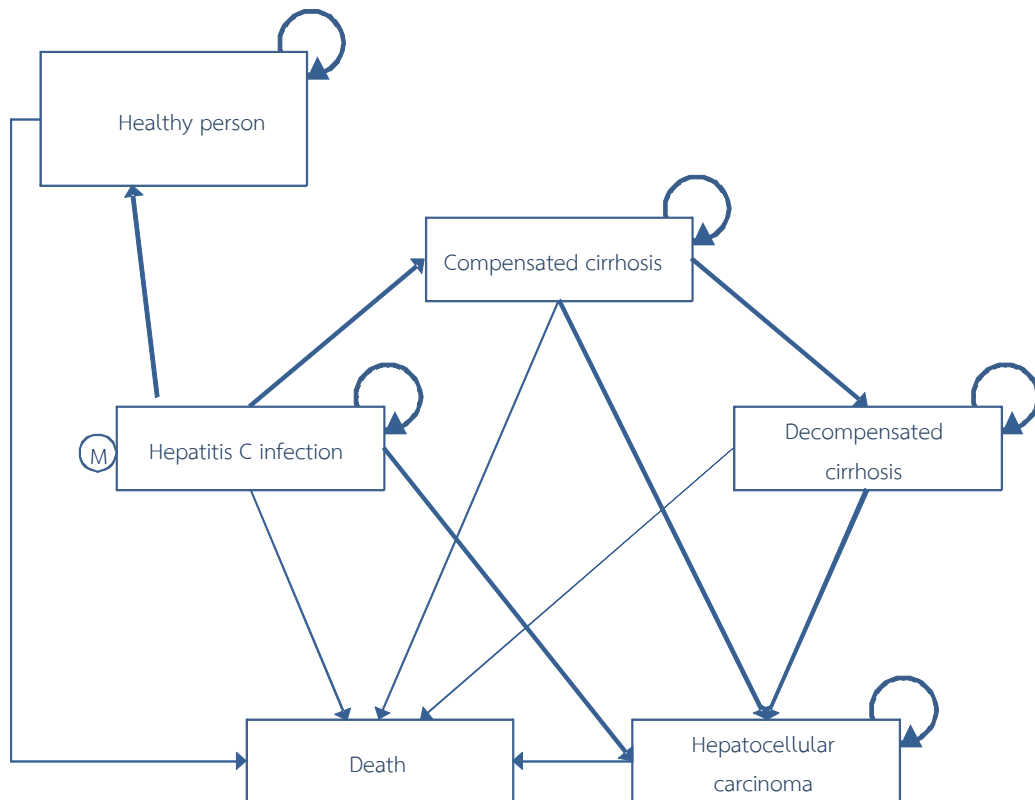 Healthy person
Compensated cirrhosis
M
Hepatitis C infection
Decompensated
cirrhosis
Death
Hepatocellular
carcinoma